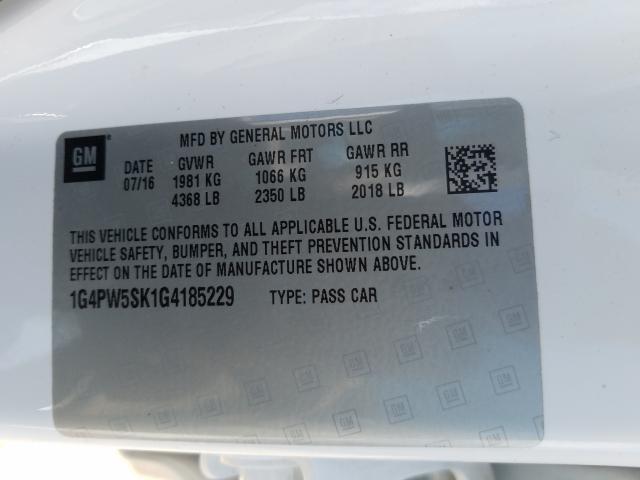 MFD BY GENERAL MOTORS LLC
GM
DATE GVWR GAWR FRT GAWR RR
07/16 1981 KG 1066 KG 915 KG
4368 LB 2350 LB 2018 LB
THIS VEHICLE CONFORMS TO ALL APPLICABLE U.S. FEDERAL MOTOR
VEHICLE SAFETY, BUMPER, AND THEFT PREVENTION STANDARDS IN
EFFECT ON THE DATE OF MANUFACTURE SHOWN ABOVE.
1G4PW5SK1G4185229 TYPE: PASS CAR